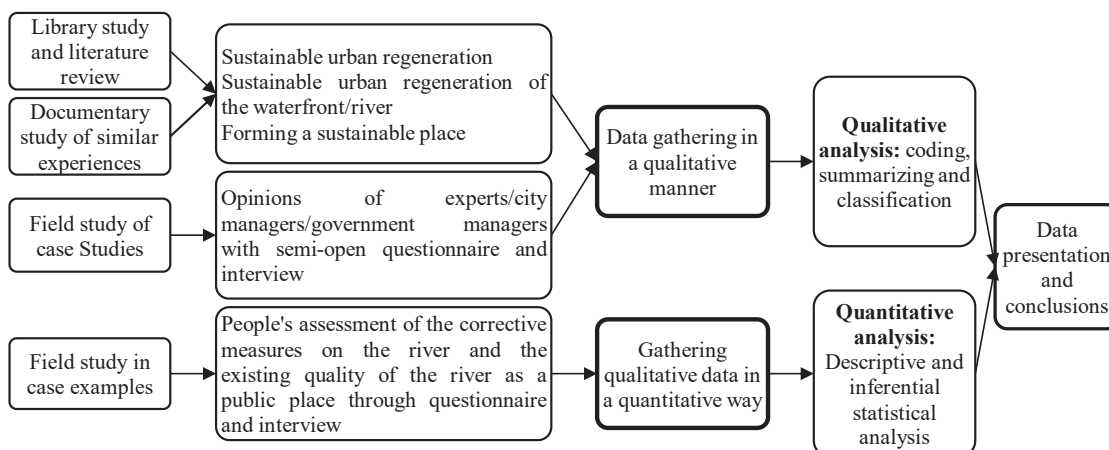 Library study
and literature
review
Documentary
study of similar
experiences
Field study of
case Studies
Field study in
case examples
Sustainable urban regeneration
Sustainable urban regeneration of
the waterfront/river
Forming a sustainable place
Opinions of experts/city
managers/government managers
with semi-open questionnaire and
interview
People's assessment of the corrective
measures on the river and the
existing quality of the river as a
public place through questionnaire
and interview
Data gathering in
a qualitative
manner
Gathering
qualitative data in
a quantitative way
Qualitative
analysis: coding,
summarizing and
classification
Quantitative
analysis:
Descriptive and
inferential
statistical
analysis
Data
presentation
and
conclusions